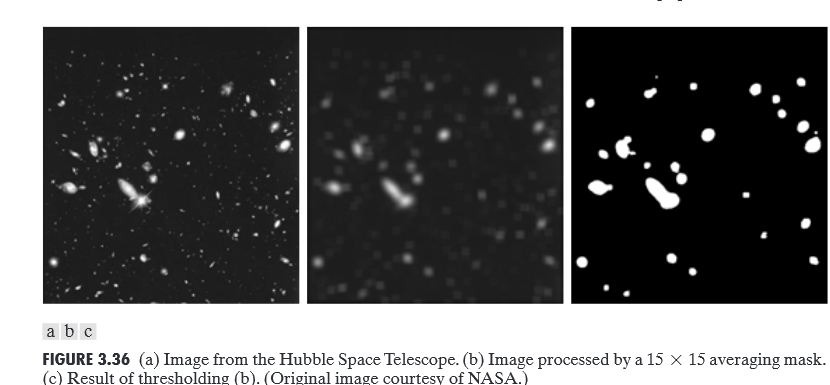 a b c
FIGURE 3.36 (a) Image from the Hubble Space Telescope. (b) Image processed by a 15 × 15 averaging mask.
(c) Result of thresholding (b). (Original image courtesy of NASA.)